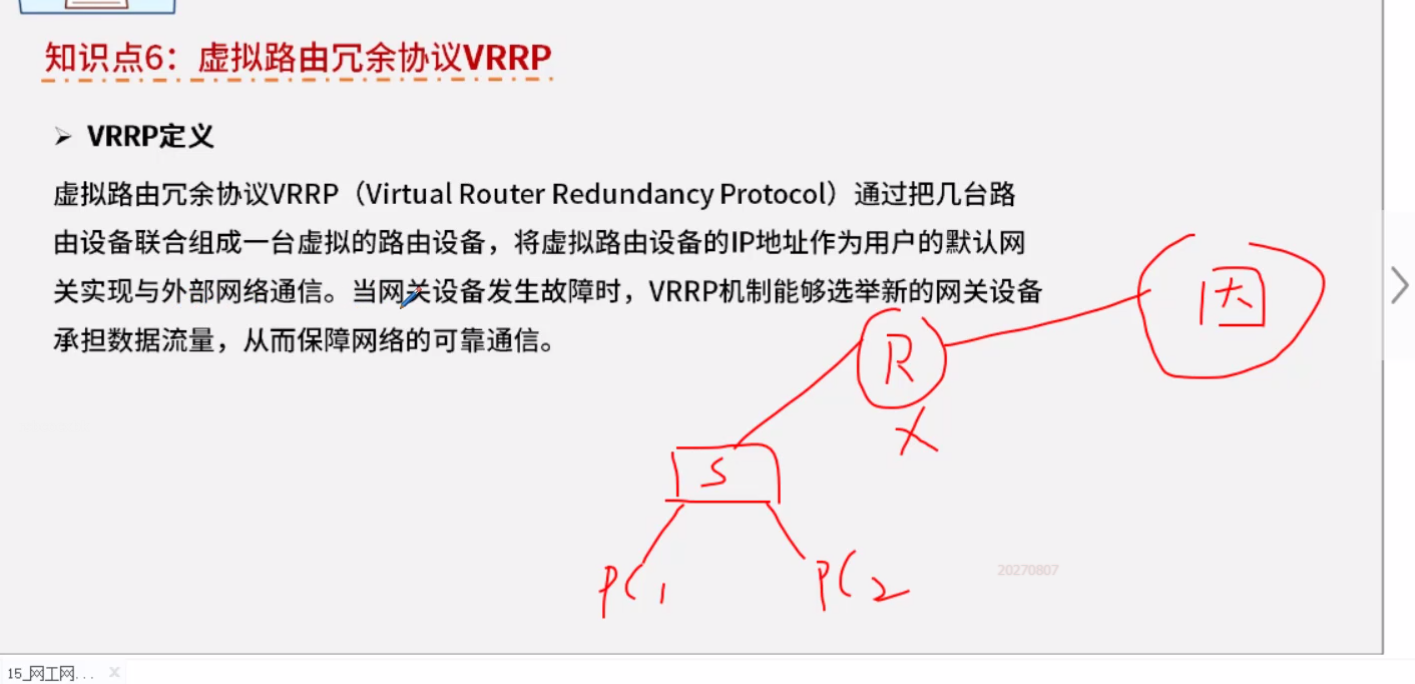 知识点6：虚拟路由冗余协议VRRP
VRRP定义
虚拟路由冗余协议VRRP（Virtual Router Redundancy Protocol）通过把几台路
由设备联合组成一台虚拟的路由设备，将虚拟路由设备的IP地址作为用户的默认网
关实现与外部网络通信。当网关设备发生故障时，VRRP机制能够选举新的网关设备
承担数据流量，从而保障网络的可靠通信。
因
R
X
S
PC1
PC2
20270807
15_网工网...